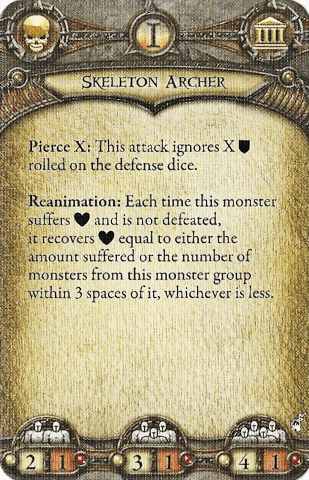 I
Skeleton Archer
Pierce X: This attack ignores X
rolled on the defense dice.
Reanimation: Each time this monster
suffers and is not defeated,
it recovers equal to either the
amount suffered or the number of
monsters from this monster group
within 3 spaces of it, whichever is less.
2 1 3 1 4 1